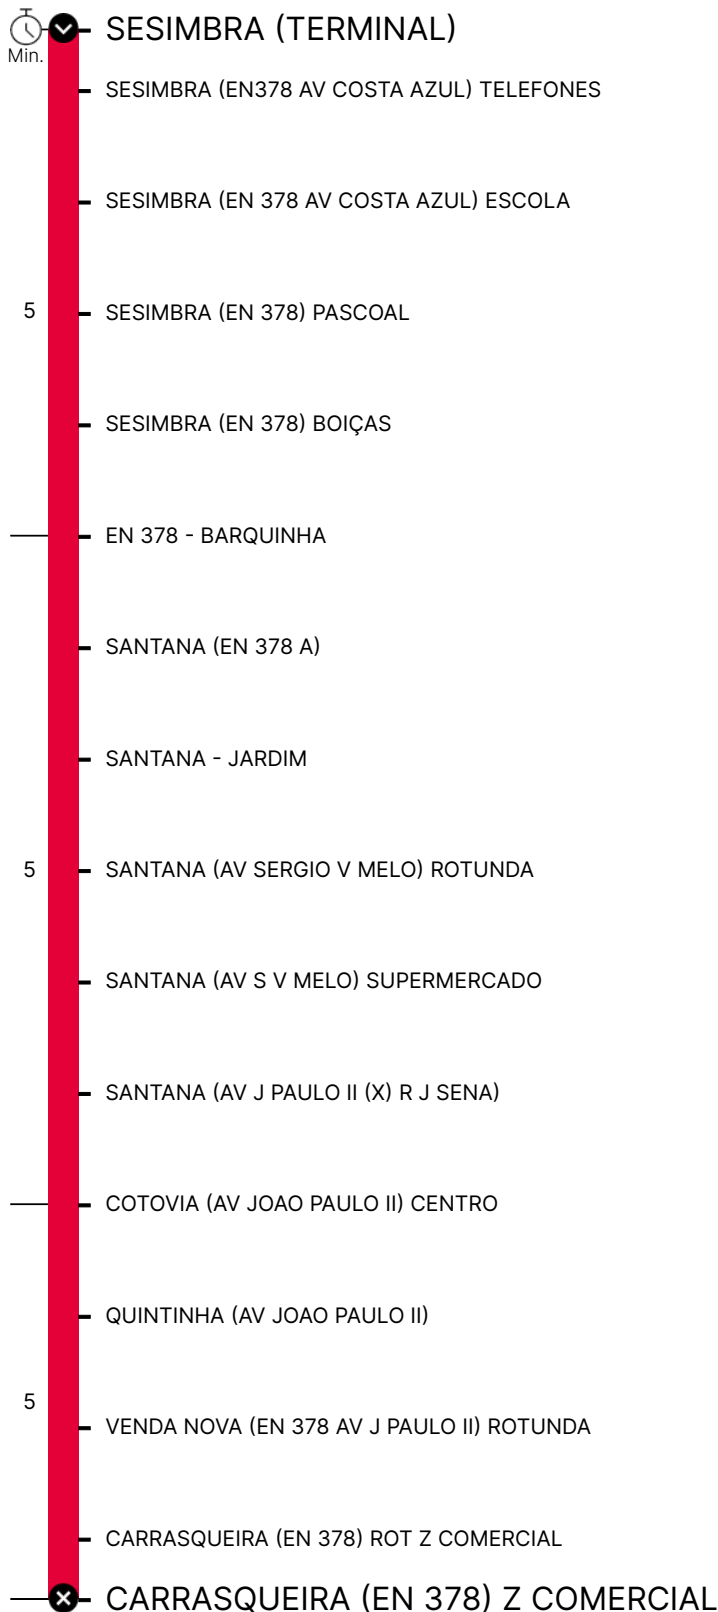 SESIMBRA (TERMINAL)
Min.
SESIMBRA (EN378 AV COSTA AZUL) TELEFONES
SESIMBRA (EN 378 AV COSTA AZUL) ESCOLA
5
SESIMBRA (EN 378) PASCOAL
SESIMBRA (EN 378) BOIÇAS
EN 378 - BARQUINHA
SANTANA (EN 378 A)
SANTANA - JARDIM
5
SANTANA (AV SERGIO V MELO) ROTUNDA
SANTANA (AV S V MELO) SUPERMERCADO
SANTANA (AV J PAULO II (X) R J SENA)
COTOVIA (AV JOAO PAULO II) CENTRO
QUINTINHA (AV JOAO PAULO II)
5
VENDA NOVA (EN 378 AV J PAULO II) ROTUNDA
CARRASQUEIRA (EN 378) ROT Z COMERCIAL
CARRASQUEIRA (EN 378) Z COMERCIAL